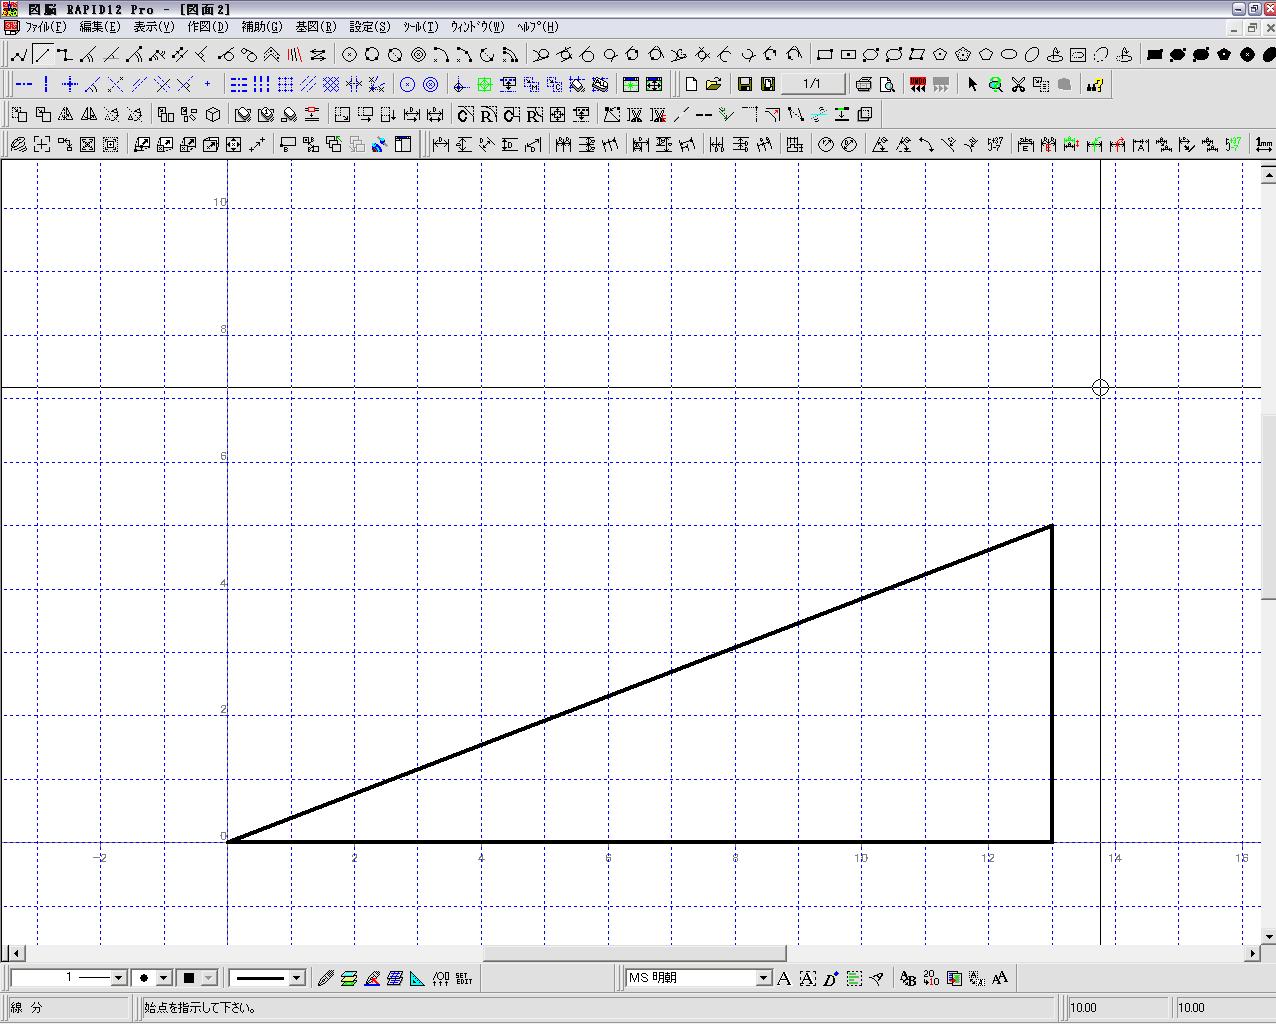 図脳 RAPID12 Pro - [図面2]
ﾌｧｲﾙ(F) 編集(E) 表示(V) 作図(D) 補助(G) 基図(R) 設定(S) ﾂｰﾙ(T) ｳｨﾝﾄﾞｳ(W) ﾍﾙﾌﾟ(H)
1/1
1mm
10
8
6
4
2
0
-2 2 4 6 8 10 12 14 16
1
SET EDIT
MS 明朝
線 分
始点を指示して下さい。
10.00
10.00